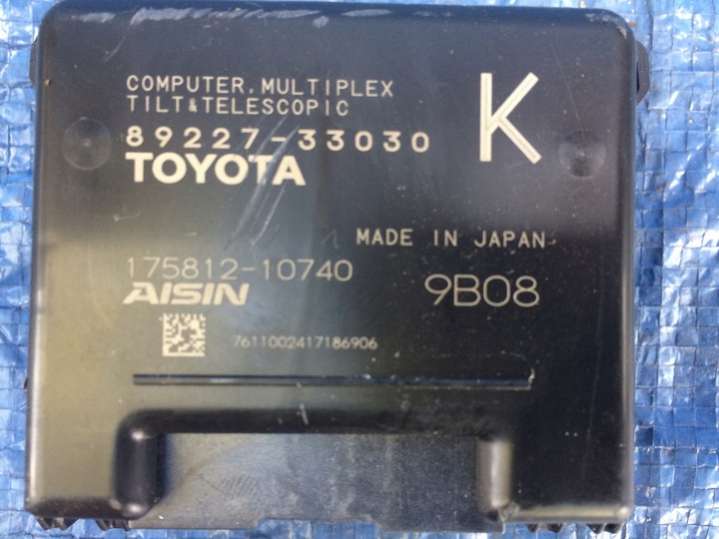 COMPUTER, MULTIPLEX
TILT & TELESCOPIC
89227-33030
K
TOYOTA
MADE IN JAPAN
175812-10740
AISIN
9B08
7611002417186906